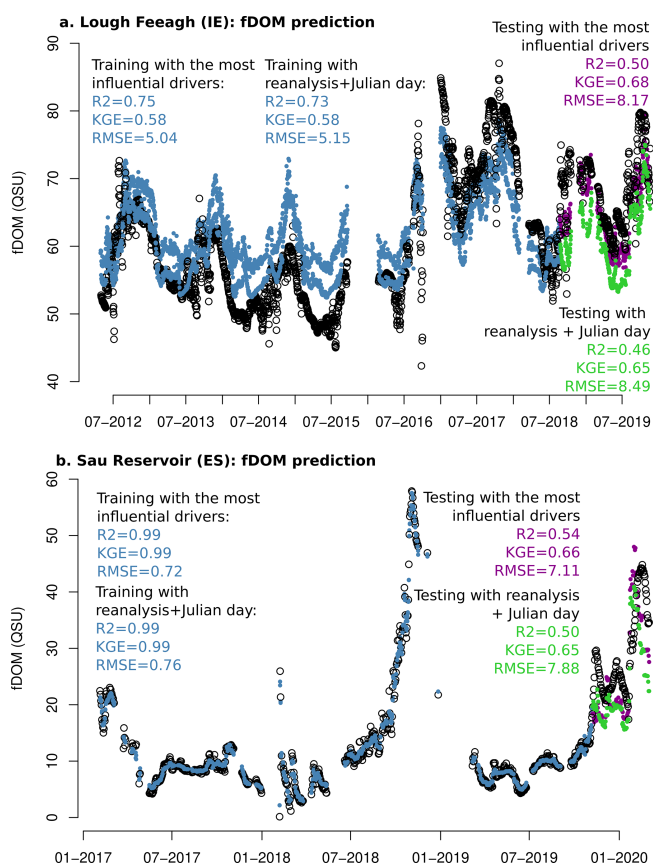 a. Lough Feeagh (IE): fDOM prediction
Training with the most
influential drivers:
R2=0.75
KGE=0.58
RMSE=5.04
Training with
reanalysis+Julian day:
R2=0.73
KGE=0.58
RMSE=5.15
Testing with the most
influential drivers
R2=0.50
KGE=0.68
RMSE=8.17
Testing with
reanalysis + Julian day
R2=0.46
KGE=0.65
RMSE=8.49
fDOM (QSU)
90
80
70
60
50
40
07−2012 07−2013 07−2014 07−2015 07−2016 07−2017 07−2018 07−2019
b. Sau Reservoir (ES): fDOM prediction
Training with the most
influential drivers:
R2=0.99
KGE=0.99
RMSE=0.72
Training with
reanalysis+Julian day:
R2=0.99
KGE=0.99
RMSE=0.76
Testing with the most
influential drivers
R2=0.54
KGE=0.66
RMSE=7.11
Testing with reanalysis
+ Julian day
R2=0.50
KGE=0.65
RMSE=7.88
fDOM (QSU)
60
50
40
30
20
10
0
01−2017 07−2017 01−2018 07−2018 01−2019 07−2019 01−2020